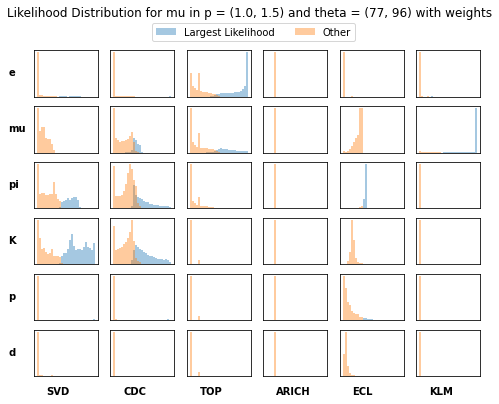 Likelihood Distribution for mu in p = (1.0, 1.5) and theta = (77, 96) with weights
Largest Likelihood Other
e
mu
pi
K
p
d
SVD CDC TOP ARICH ECL KLM